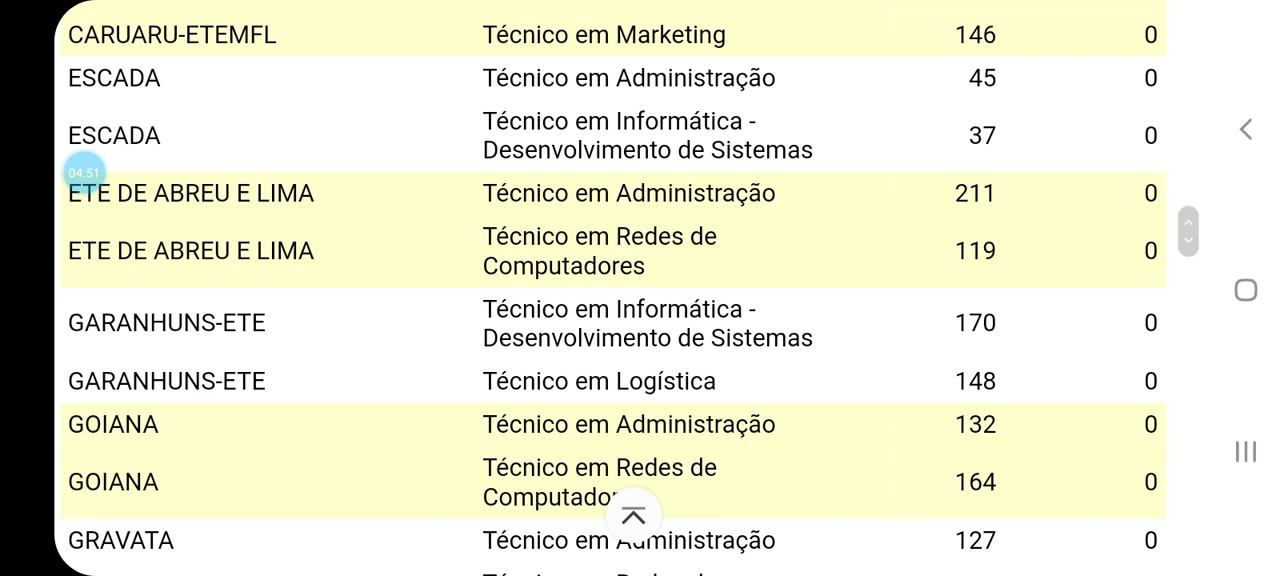 CARUARU-ETEMFL Técnico em Marketing 146 0
ESCADA Técnico em Administração 45 0
Técnico em Informática -
ESCADA 37 0
Desenvolvimento de Sistemas
04:51
ETE DE ABREU E LIMA Técnico em Administração 211 0
Técnico em Redes de
ETE DE ABREU E LIMA 119 0
Computadores
Técnico em Informática -
GARANHUNS-ETE 170 0
Desenvolvimento de Sistemas
GARANHUNS-ETE Técnico em Logística 148 0
GOIANA Técnico em Administração 132 0
Técnico em Redes de
GOIANA 164 0
Computador
GRAVATA Técnico em Administração 127 0